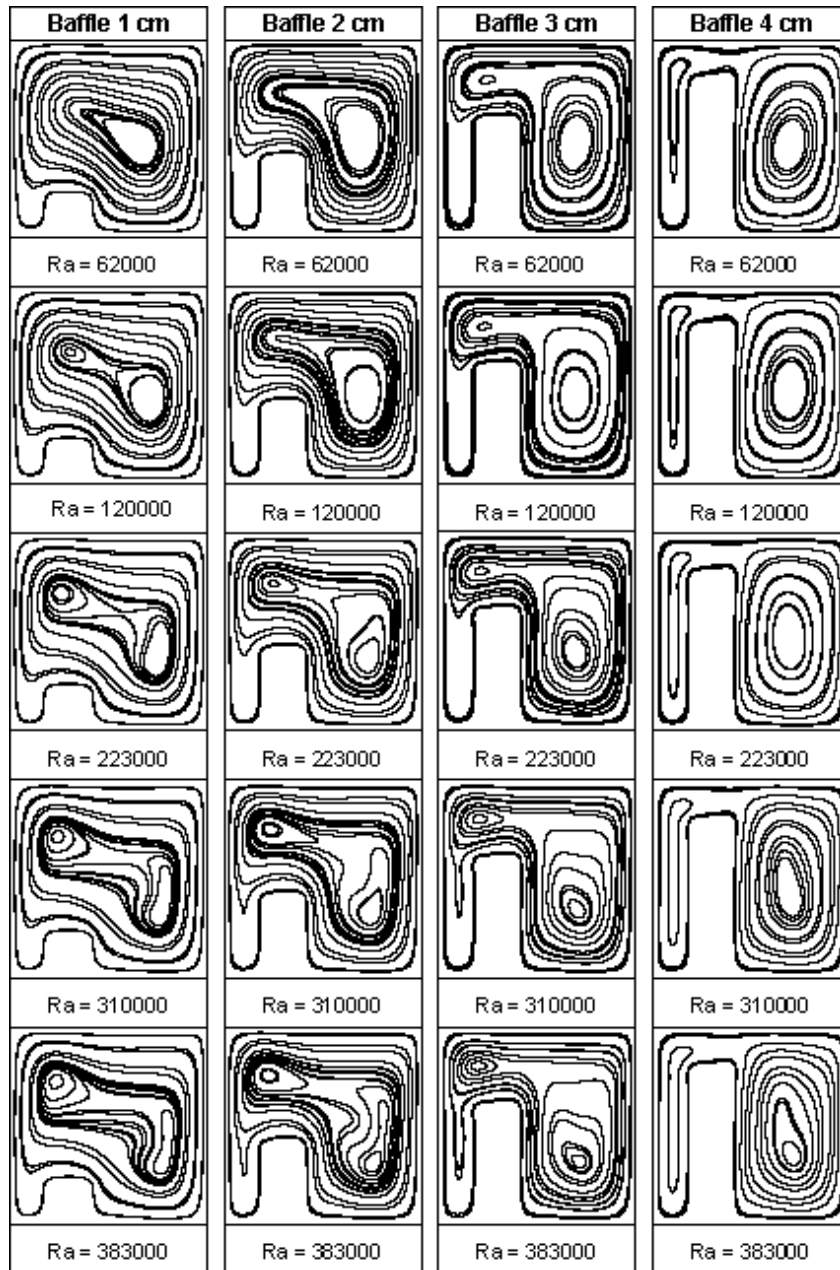 Baffle 1 cm Baffle 2 cm Baffle 3 cm Baffle 4 cm
Ra = 62000 Ra = 62000 Ra = 62000 Ra = 62000
Ra = 120000 Ra = 120000 Ra = 120000 Ra = 120000
Ra = 223000 Ra = 223000 Ra = 223000 Ra = 223000
Ra = 310000 Ra = 310000 Ra = 310000 Ra = 310000
Ra = 383000 Ra = 383000 Ra = 383000 Ra = 383000